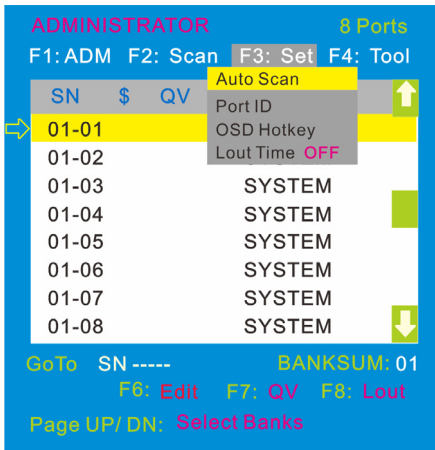 ADMINISTRATOR 8 Ports
F1: ADM F2: Scan F3: Set F4: Tool
Auto Scan
SN $ QV
Port ID
01-01
OSD Hotkey
01-02
Lout Time OFF
01-03 SYSTEM
01-04 SYSTEM
01-05 SYSTEM
01-06 SYSTEM
01-07 SYSTEM
01-08 SYSTEM
GoTo SN ----- BANKSUM: 01
F6: Edit F7: QV F8: Lout
Page UP/ DN: Select Banks